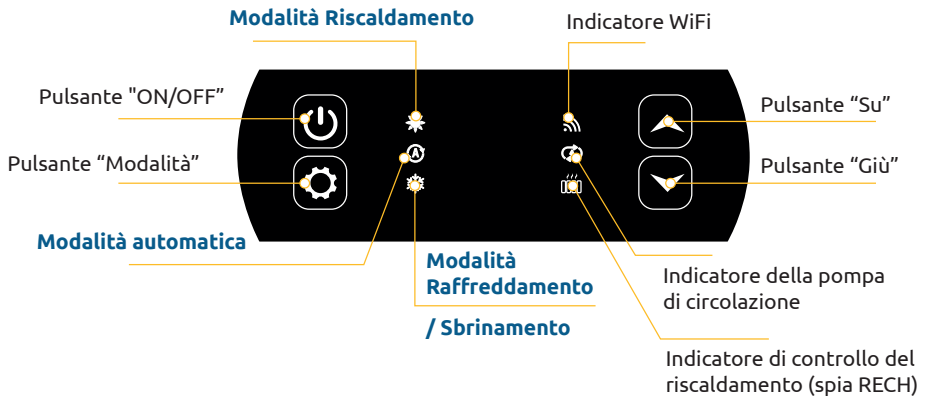 Modalità Riscaldamento
Indicatore WiFi
Pulsante "ON/OFF”
Pulsante “Su”
Pulsante “Modalità”
Pulsante “Giù”
A
Modalità automatica
Modalità
Raffreddamento
/ Sbrinamento
Indicatore della pompa
di circolazione
Indicatore di controllo del
riscaldamento (spia RECH)